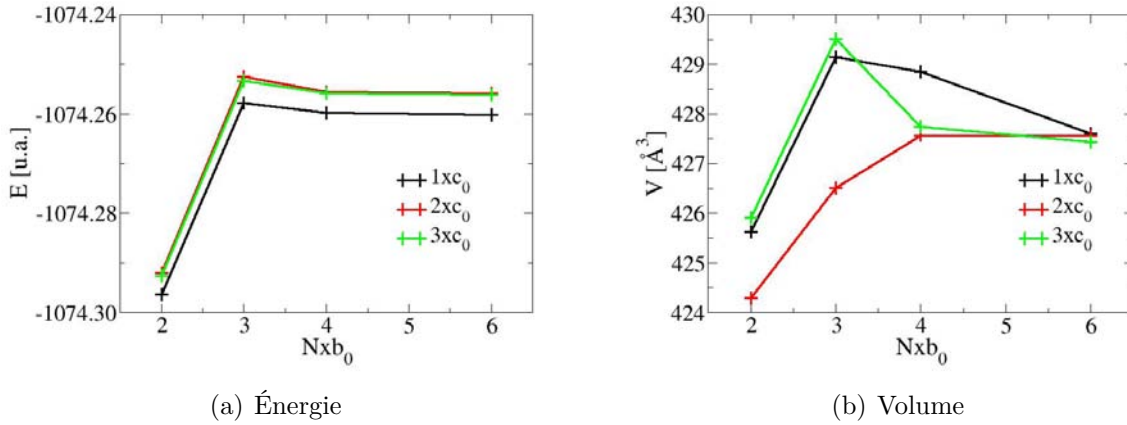 -1074.24
-1074.26
-1074.28
-1074.30
E [u.a.]
2 3 4 5 6
Nxb₀
1xc₀
2xc₀
3xc₀
(a) Énergie
430
429
428
427
426
425
424
V [Å³]
2 3 4 5 6
Nxb₀
1xc₀
2xc₀
3xc₀
(b) Volume